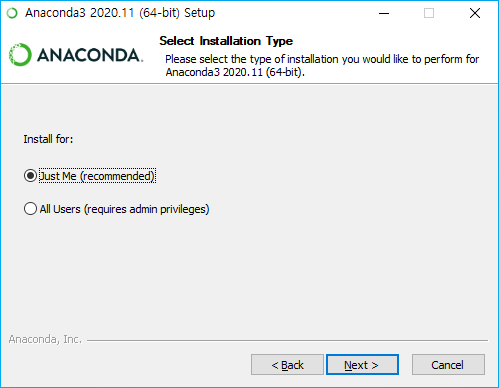 Anaconda3 2020.11 (64-bit) Setup
ANACONDA.
Select Installation Type
Please select the type of installation you would like to perform for
Anaconda3 2020.11 (64-bit).
Install for:
Just Me (recommended)
All Users (requires admin privileges)
Anaconda, Inc.
< Back
Next >
Cancel